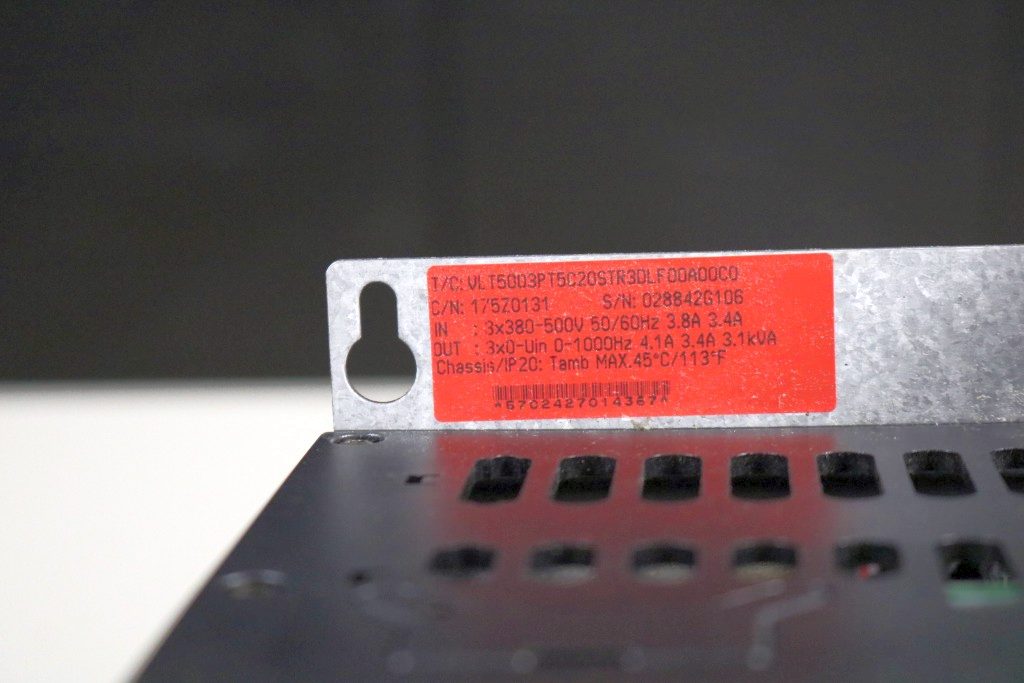 T/C: VLT5003PT5C20STR3DLF00A00C0
C/N: 175Z0131 S/N: 028842G106
IN : 3x380-500V 50/60Hz 3.8A 3.4A
OUT : 3x0-Uin 0-1000Hz 4.1A 3.4A 3.1kVA
Chassis/IP20: Tamb MAX.45°C/113°F
*6702427014367*